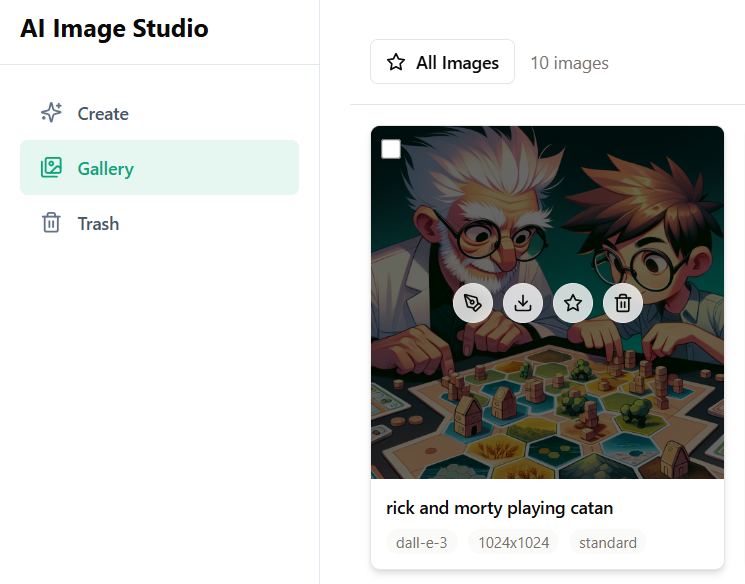 AI Image Studio
Create
Gallery
Trash
All Images
10 images
rick and morty playing catan
dall-e-3
1024x1024
standard